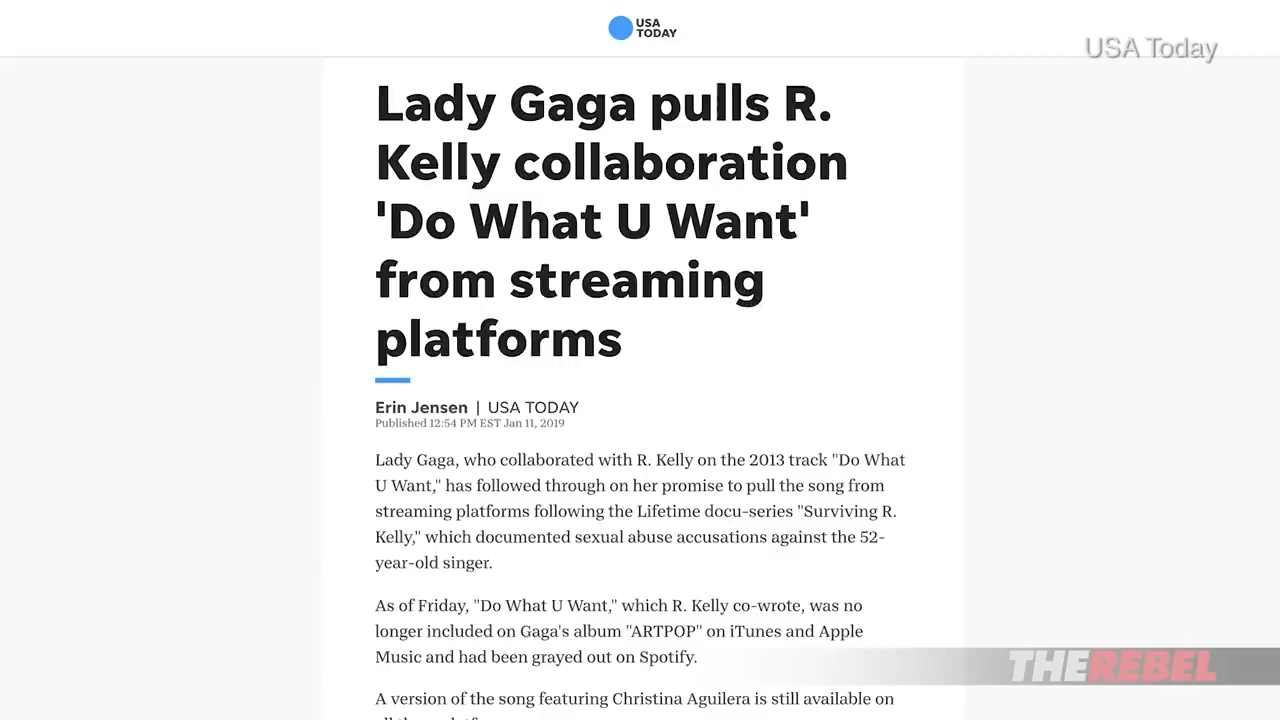 USA
TODAY
USA Today
Lady Gaga pulls R.
Kelly collaboration
'Do What U Want'
from streaming
platforms
Erin Jensen | USA TODAY
Published 12:54 PM EST Jan 11, 2019
Lady Gaga, who collaborated with R. Kelly on the 2013 track "Do What
U Want," has followed through on her promise to pull the song from
streaming platforms following the Lifetime docu-series "Surviving R.
Kelly," which documented sexual abuse accusations against the 52-
year-old singer.
As of Friday, "Do What U Want," which R. Kelly co-wrote, was no
longer included on Gaga's album "ARTPOP" on iTunes and Apple
Music and had been grayed out on Spotify.
THEREBEL
A version of the song featuring Christina Aguilera is still available on